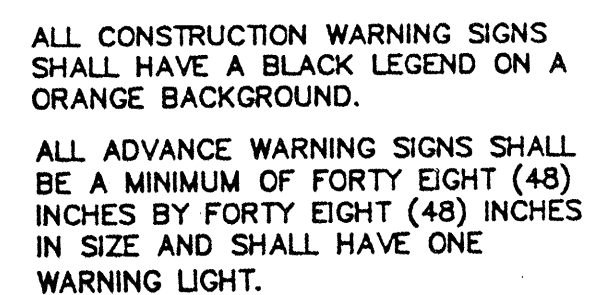 ALL CONSTRUCTION WARNING SIGNS
SHALL HAVE A BLACK LEGEND ON A
ORANGE BACKGROUND.
ALL ADVANCE WARNING SIGNS SHALL
BE A MINIMUM OF FORTY EIGHT (48)
INCHES BY FORTY EIGHT (48) INCHES
IN SIZE AND SHALL HAVE ONE
WARNING LIGHT.